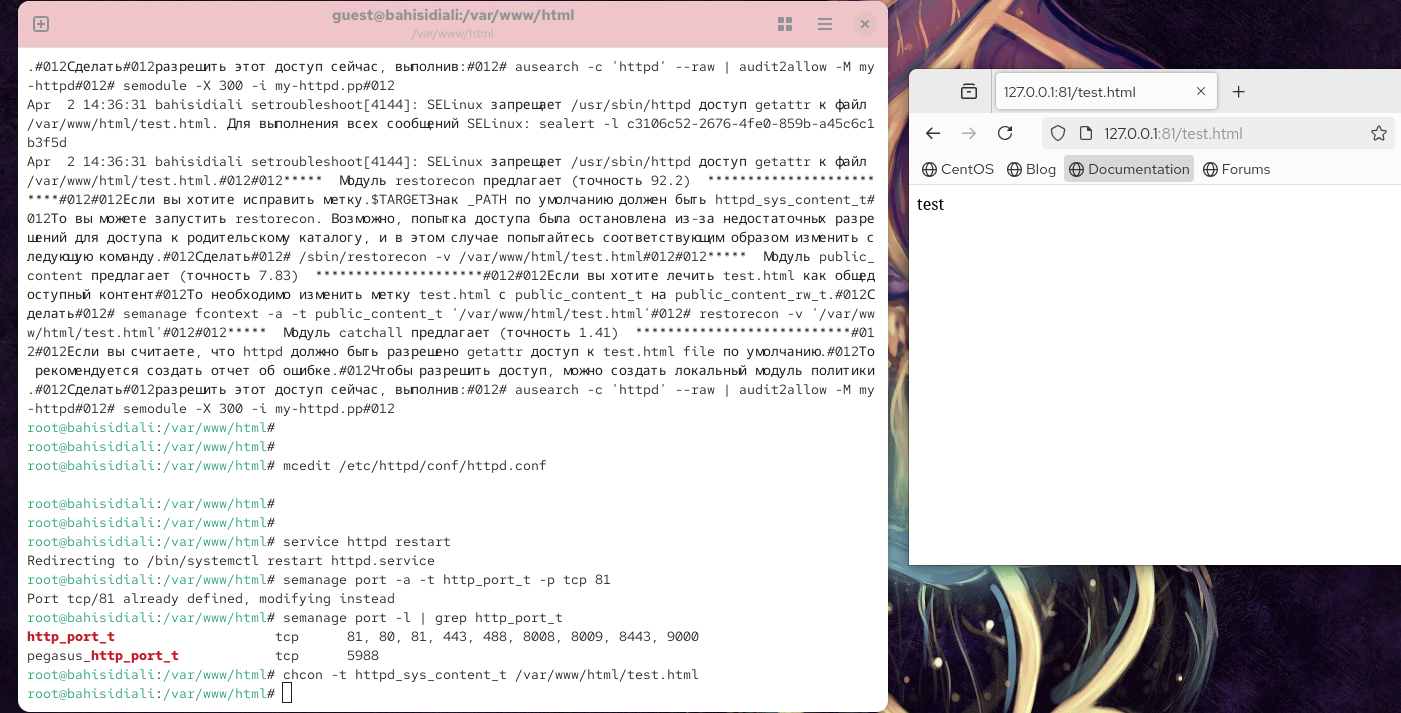 guest@bahisidiali:/var/www/html
/var/www/html
.#012Сделать#012разрешить этот доступ сейчас, выполнив:#012# ausearch -c 'httpd' --raw | audit2allow -M my
-httpd#012# semodule -X 300 -i my-httpd.pp#012
Apr  2 14:36:31 bahisidiali setroubleshoot[4144]: SELinux запрещает /usr/sbin/httpd доступ getattr к файл
/var/www/html/test.html. Для выполнения всех сообщений SELinux: sealert -l c3106c52-2676-4fe0-859b-a45c6c1
b3f5d
Apr  2 14:36:31 bahisidiali setroubleshoot[4144]: SELinux запрещает /usr/sbin/httpd доступ getattr к файл
/var/www/html/test.html.#012#012*****  Модуль restorecon предлагает (точность 92.2)  *********************
****#012#012Если вы хотите исправить метку.$TARGETЗнак _PATH по умолчанию должен быть httpd_sys_content_t#
012То вы можете запустить restorecon. Возможно, попытка доступа была остановлена из-за недостаточных разре
шений для доступа к родительскому каталогу, и в этом случае попытайтесь соответствующим образом изменить с
ледующую команду.#012Сделать#012# /sbin/restorecon -v /var/www/html/test.html#012#012*****  Модуль public_
content предлагает (точность 7.83)  *********************#012#012Если вы хотите лечить test.html как общед
оступный контент#012То необходимо изменить метку test.html с public_content_t на public_content_rw_t.#012С
делать#012# semanage fcontext -a -t public_content_t '/var/www/html/test.html'#012# restorecon -v '/var/ww
w/html/test.html'#012#012*****  Модуль catchall предлагает (точность 1.41)  ***************************#01
2#012Если вы считаете, что httpd должно быть разрешено getattr доступ к test.html file по умолчанию.#012То
 рекомендуется создать отчет об ошибке.#012Чтобы разрешить доступ, можно создать локальный модуль политики
.#012Сделать#012разрешить этот доступ сейчас, выполнив:#012# ausearch -c 'httpd' --raw | audit2allow -M my
-httpd#012# semodule -X 300 -i my-httpd.pp#012
root@bahisidiali:/var/www/html#
root@bahisidiali:/var/www/html#
root@bahisidiali:/var/www/html# mcedit /etc/httpd/conf/httpd.conf
root@bahisidiali:/var/www/html#
root@bahisidiali:/var/www/html#
root@bahisidiali:/var/www/html# service httpd restart
Redirecting to /bin/systemctl restart httpd.service
root@bahisidiali:/var/www/html# semanage port -a -t http_port_t -p tcp 81
Port tcp/81 already defined, modifying instead
root@bahisidiali:/var/www/html# semanage port -l | grep http_port_t
http_port_t                    tcp      81, 80, 81, 443, 488, 8008, 8009, 8443, 9000
pegasus_http_port_t            tcp      5988
root@bahisidiali:/var/www/html# chcon -t httpd_sys_content_t /var/www/html/test.html
root@bahisidiali:/var/www/html#
127.0.0.1:81/test.html
127.0.0.1:81/test.html
CentOS Blog Documentation Forums
test